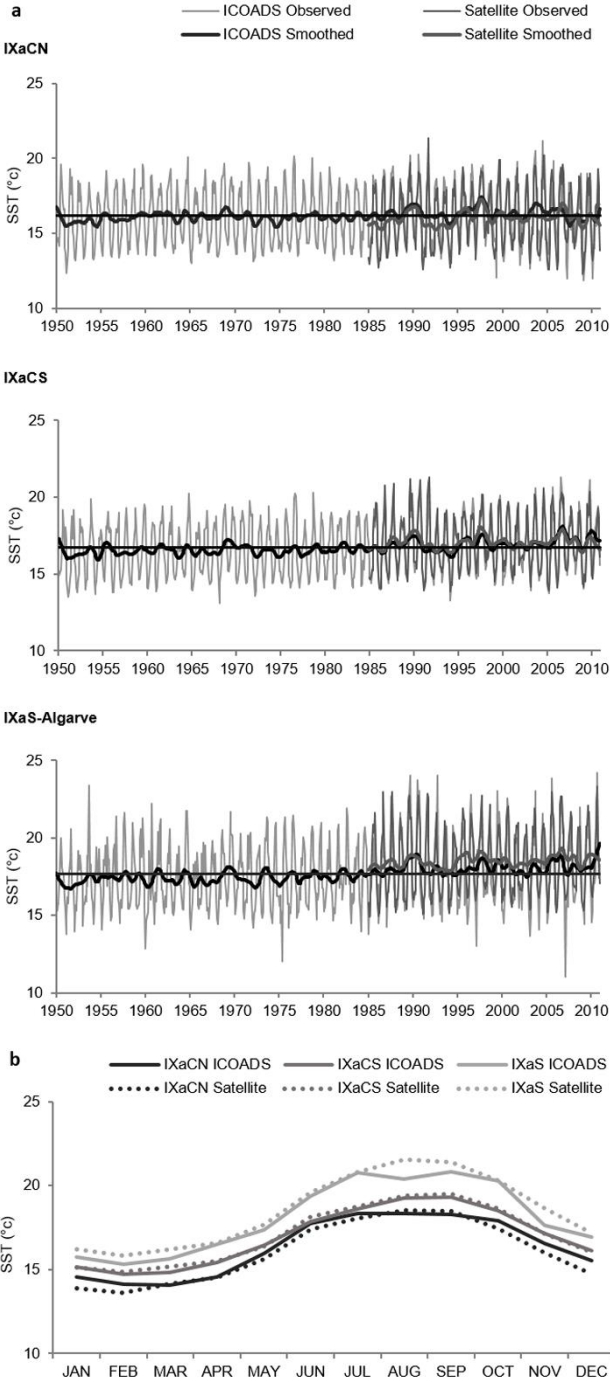 a
ICOADS Observed Satellite Observed
ICOADS Smoothed Satellite Smoothed
IXaCN
25
20
15
10
SST (°c)
1950 1955 1960 1965 1970 1975 1980 1985 1990 1995 2000 2005 2010
IXaCS
25
20
15
10
SST (°c)
1950 1955 1960 1965 1970 1975 1980 1985 1990 1995 2000 2005 2010
IXaS-Algarve
25
20
15
10
SST (°c)
1950 1955 1960 1965 1970 1975 1980 1985 1990 1995 2000 2005 2010
b
IXaCN ICOADS IXaCS ICOADS IXaS ICOADS
IXaCN Satellite IXaCS Satellite IXaS Satellite
25
20
15
10
SST (°c)
JAN FEB MAR APR MAY JUN JUL AUG SEP OCT NOV DEC